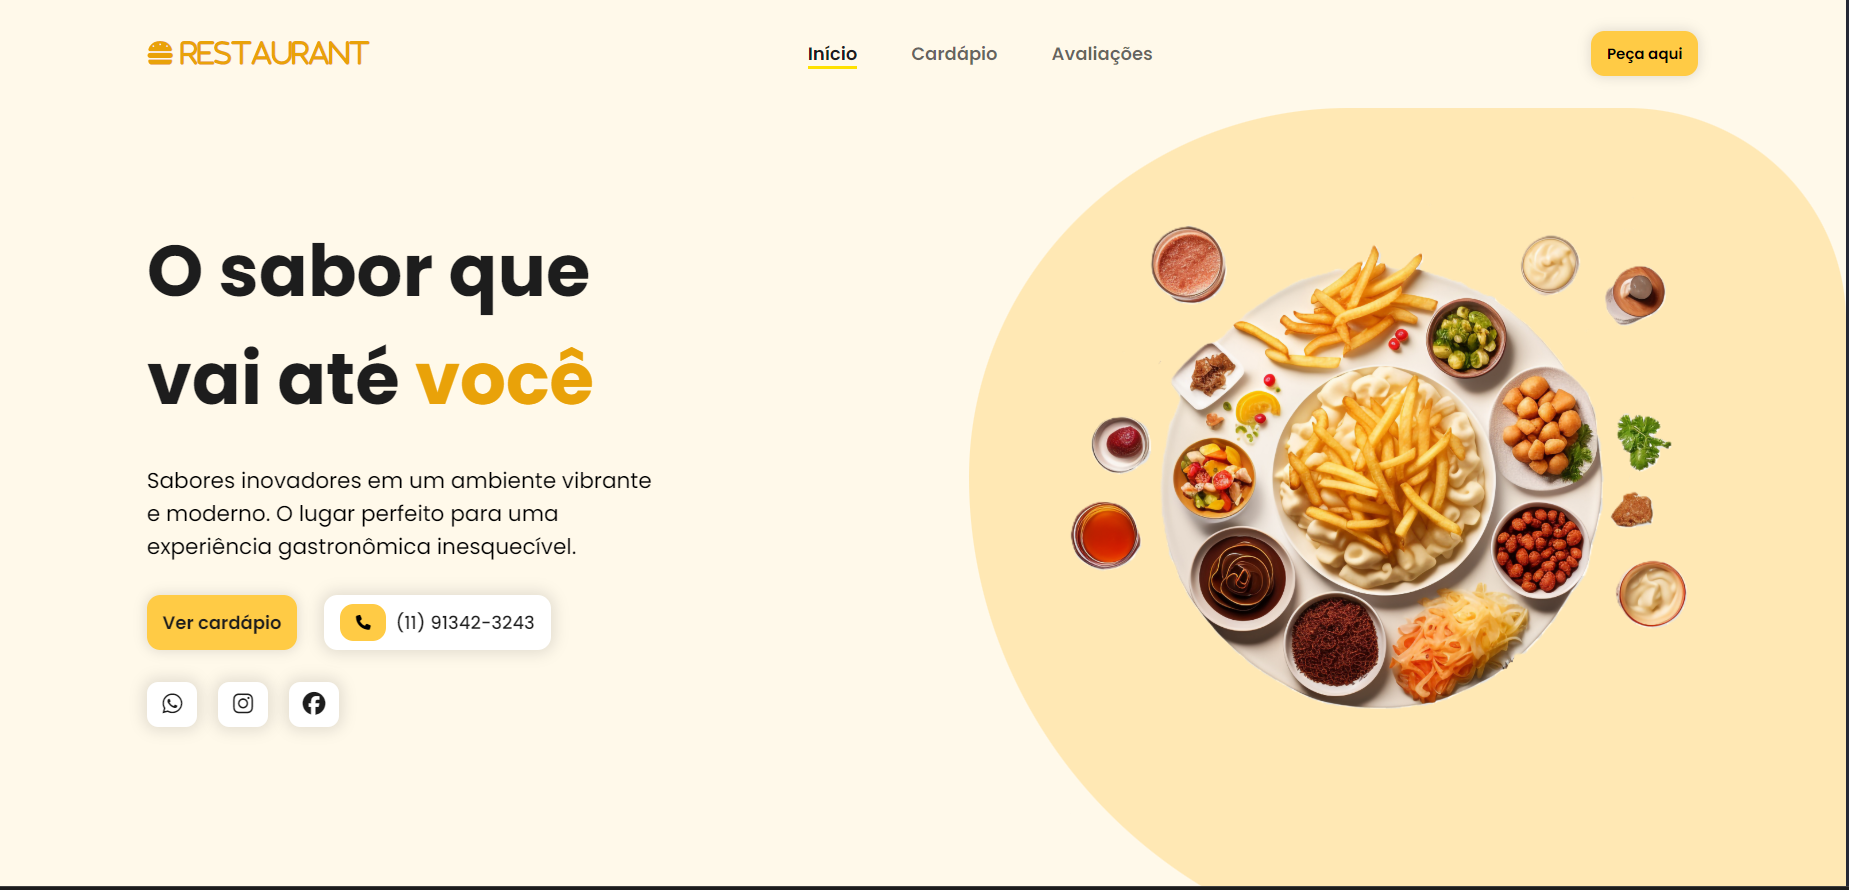 RESTAURANT
Início Cardápio Avaliações
Peça aqui
O sabor que
vai até você
Sabores inovadores em um ambiente vibrante
e moderno. O lugar perfeito para uma
experiência gastronômica inesquecível.
Ver cardápio
(11) 91342-3243